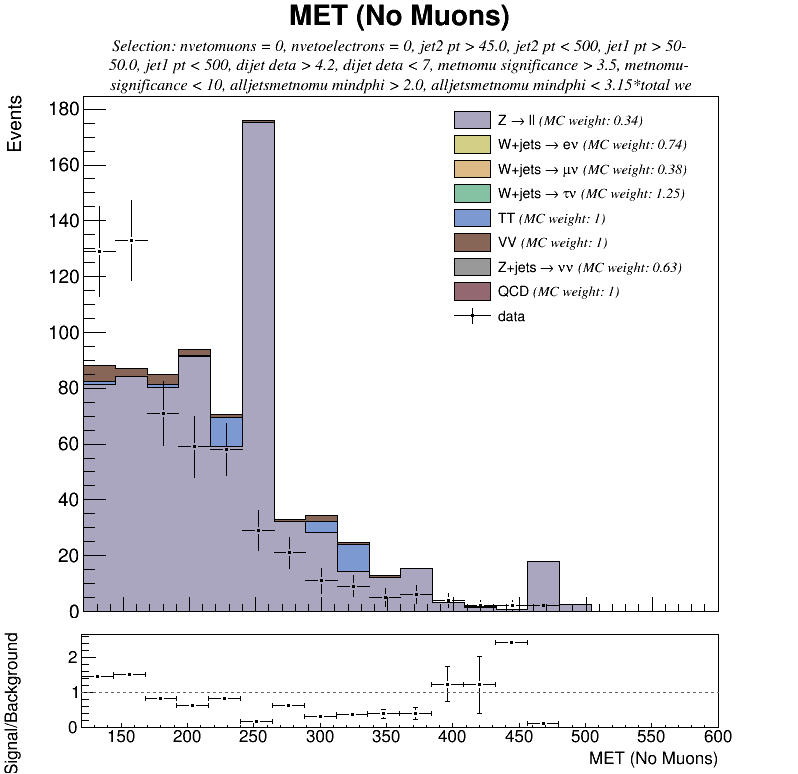 MET (No Muons)
Selection: nvetomuons = 0, nvetoelectrons = 0, jet2 pt > 45.0, jet2 pt < 500, jet1 pt > 50-
50.0, jet1 pt < 500, dijet deta > 4.2, dijet deta < 7, metnomu significance > 3.5, metnomu-
significance < 10, alljetsmetnomu mindphi > 2.0, alljetsmetnomu mindphi < 3.15*total we
Events
180
160
140
120
100
80
60
40
20
0
Z → ll (MC weight: 0.34)
W+jets → eν (MC weight: 0.74)
W+jets → μν (MC weight: 0.38)
W+jets → τν (MC weight: 1.25)
TT (MC weight: 1)
VV (MC weight: 1)
Z+jets → νν (MC weight: 0.63)
QCD (MC weight: 1)
data
Signal/Background
2
1
0
150 200 250 300 350 400 450 500 550 600
MET (No Muons)